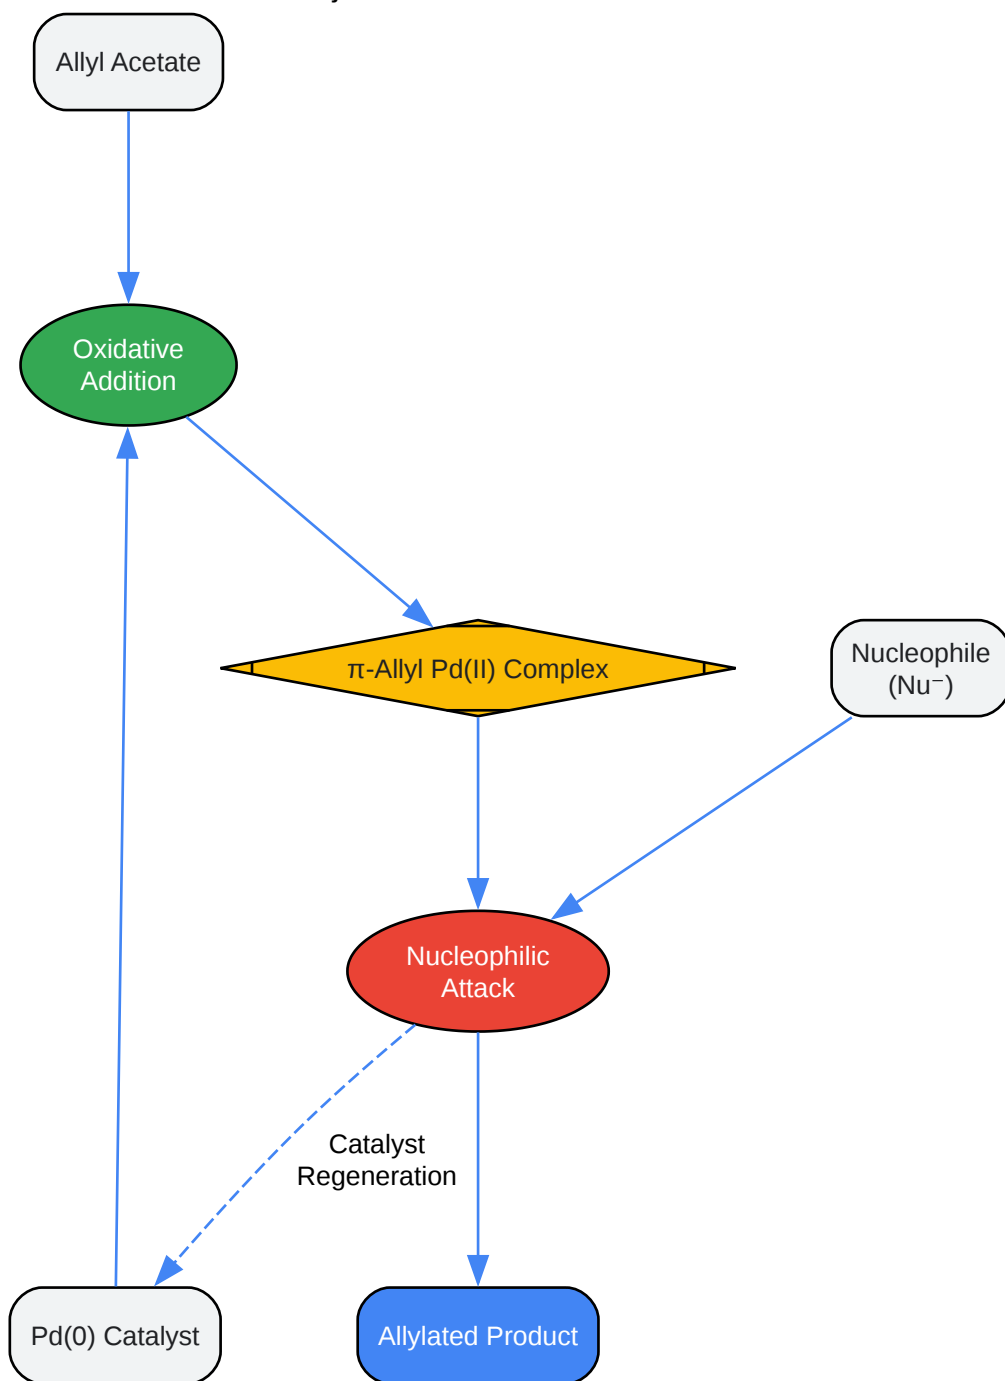 Allyl Acetate
Oxidative
Addition
π-Allyl Pd(II) Complex
Nucleophile
(Nu⁻)
Nucleophilic
Attack
Catalyst
Regeneration
Pd(0) Catalyst
Allylated Product